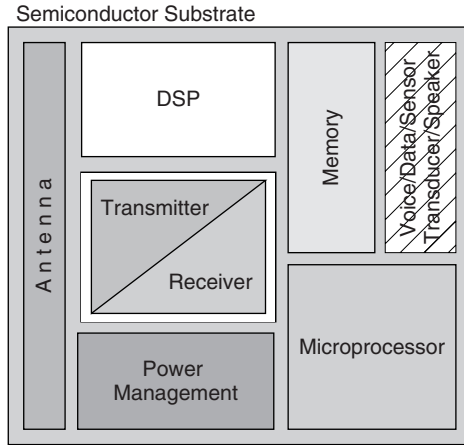 Semiconductor Substrate
Antenna
DSP
Transmitter
Receiver
Power
Management
Memory
Voice/Data/Sensor
Transducer/Speaker
Microprocessor